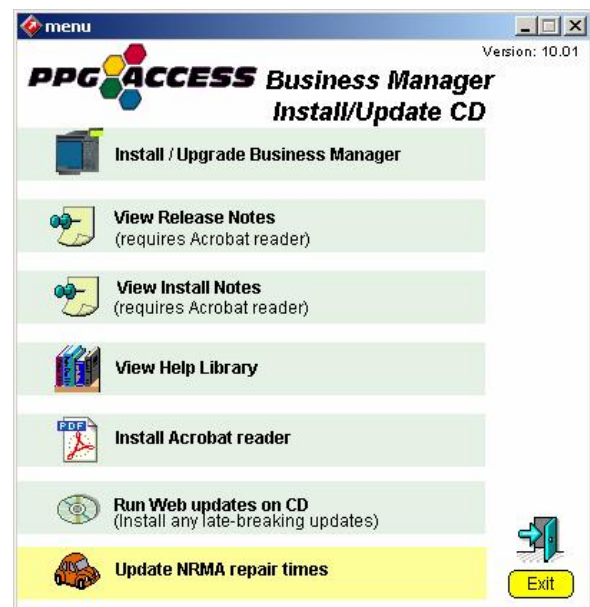 menu
Version: 10.01
PPG ACCESS Business Manager
Install/Update CD
Install / Upgrade Business Manager
View Release Notes
(requires Acrobat reader)
View Install Notes
(requires Acrobat reader)
View Help Library
PDF
Install Acrobat reader
Run Web updates on CD
(Install any late-breaking updates)
Update NRMA repair times
Exit